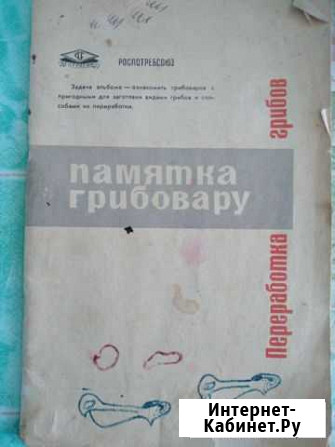 РОСПОТРЕБСОЮЗ
Задача альбома — ознакомить грибоваров с
пригодными для заготовки видами грибов и спо-
собами их переработки.
памятка
грибовару
Переработка грибов
Интернет-
Кабинет.Ру